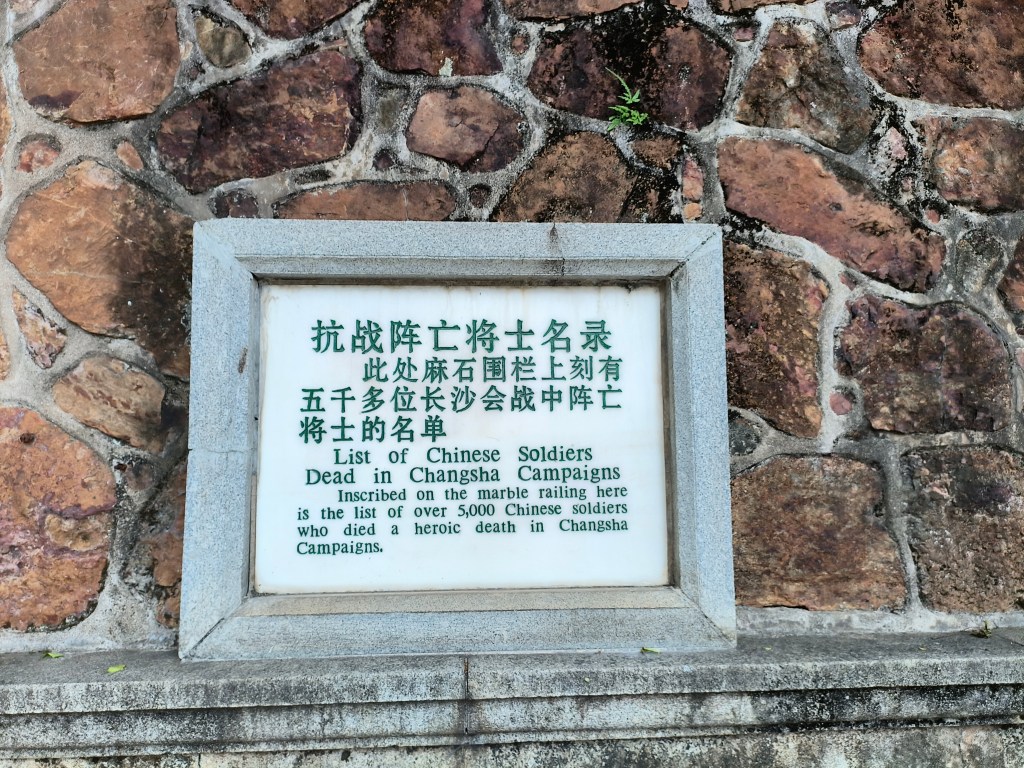 抗战阵亡将士名录
此处麻石围栏上刻有
五千多位长沙会战中阵亡
将士的名单
List of Chinese Soldiers
Dead in Changsha Campaigns
Inscribed on the marble railing here
is the list of over 5,000 Chinese soldiers
who died a heroic death in Changsha
Campaigns.